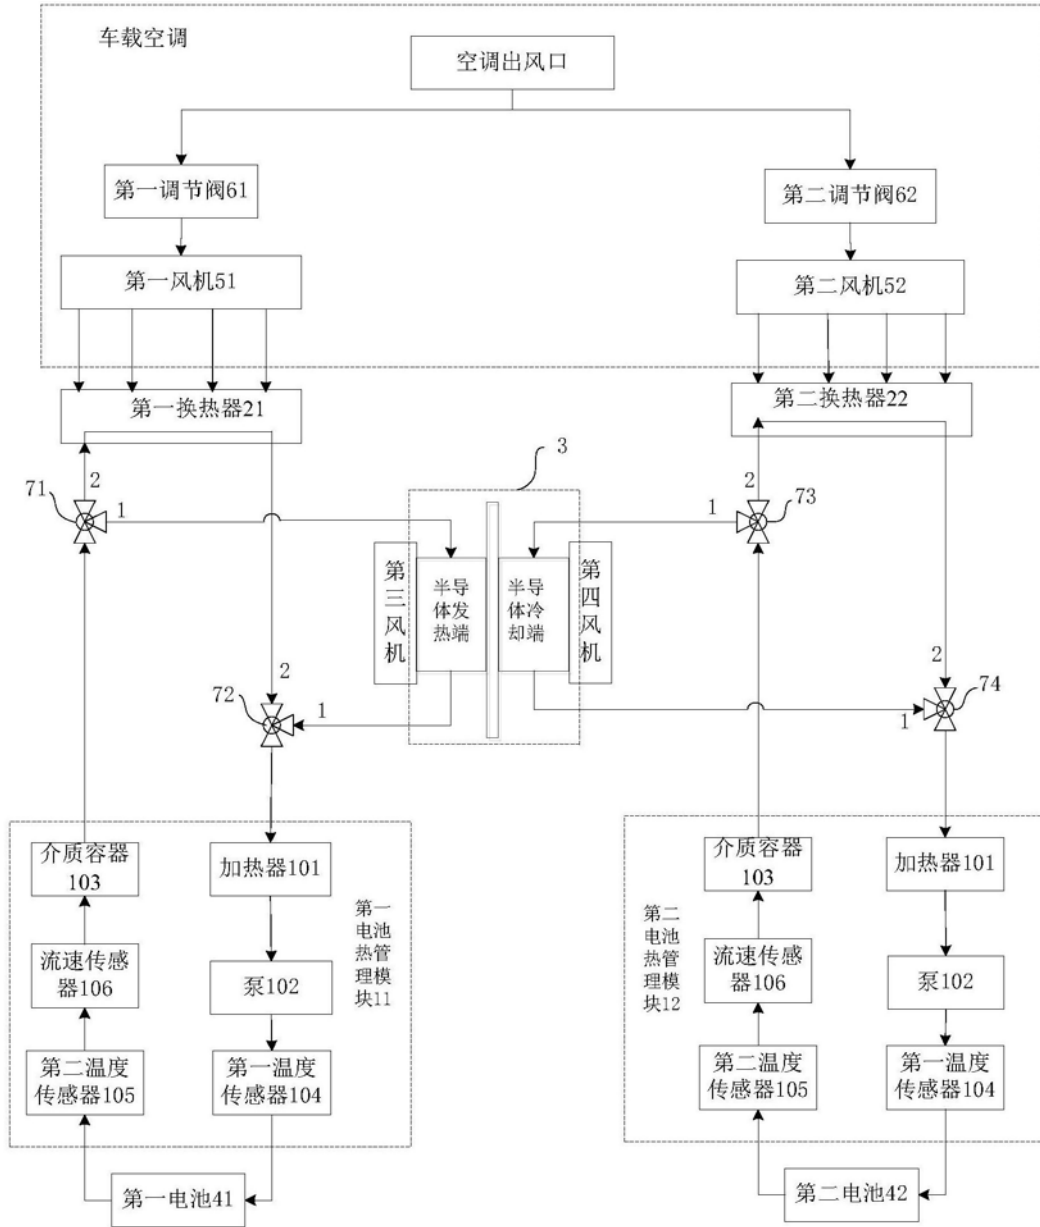 车载空调
空调出风口
第一调节阀61
第二调节阀62
第一风机51
第二风机52
第一换热器21
第二换热器22
3
71
2
1
2
1
73
第三风机
半导
体发
热端
半导
体冷
却端
第四风机
2
72
1
2
74
1
介质容器
103
加热器101
第一
电池
热管
理模
块11
流速传感
器106
泵102
第二温度
传感器105
第一温度
传感器104
第一电池41
介质容器
103
加热器101
第二
电池
热管
理模
块12
流速传感
器106
泵102
第二温度
传感器105
第一温度
传感器104
第二电池42